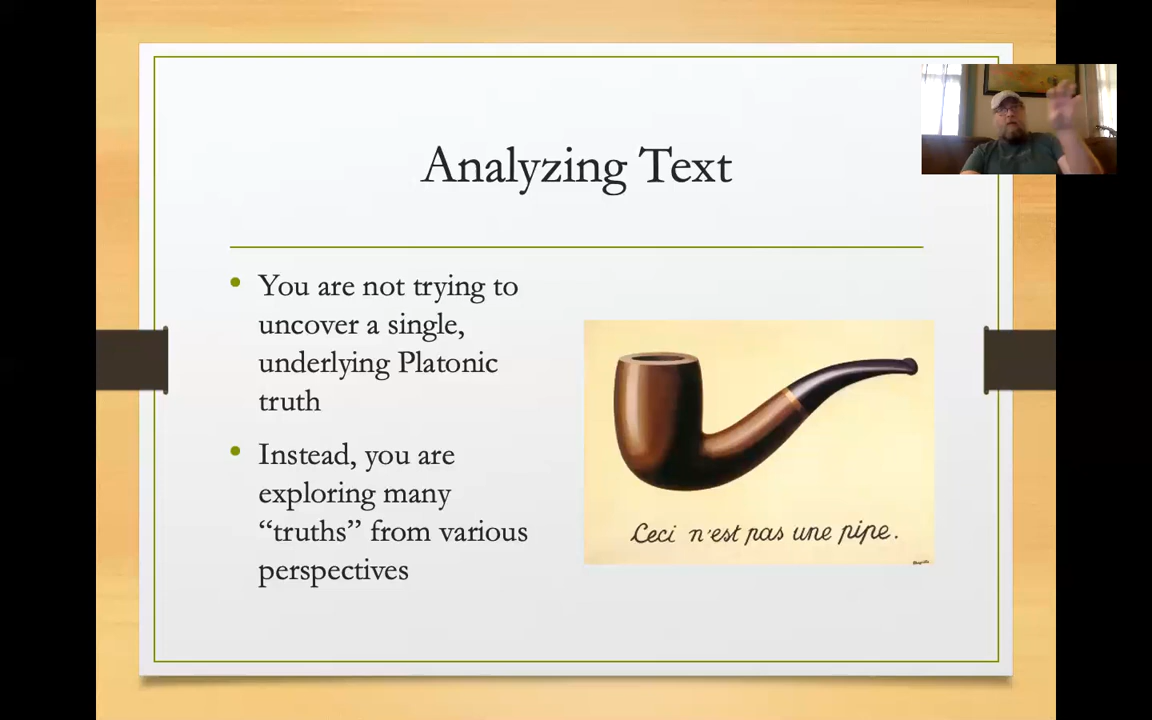 Analyzing Text
You are not trying to
uncover a single,
underlying Platonic
truth
Instead, you are
exploring many
“truths” from various
perspectives
Ceci n'est pas une pipe.